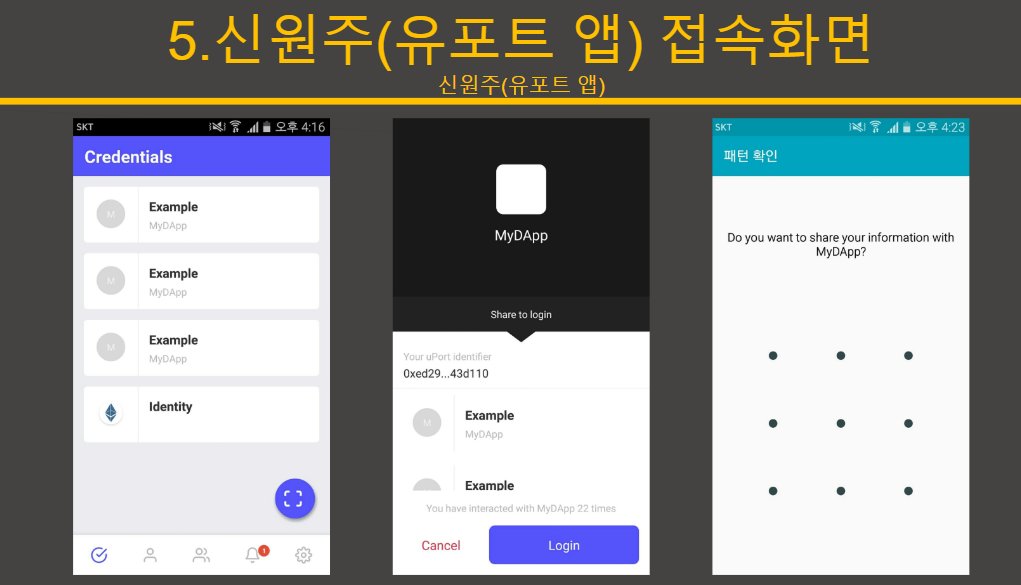 5.신원주(유포트 앱) 접속화면
신원주(유포트 앱)
SKT 오후 4:16
Credentials
M
Example
MyDApp
M
Example
MyDApp
M
Example
MyDApp
Identity
1
MyDApp
Share to login
Your uPort identifier
0xed29...43d110
M
Example
MyDApp
Example
You have interacted with MyDApp 22 times
Cancel
Login
SKT 오후 4:23
패턴 확인
Do you want to share your information with
MyDApp?